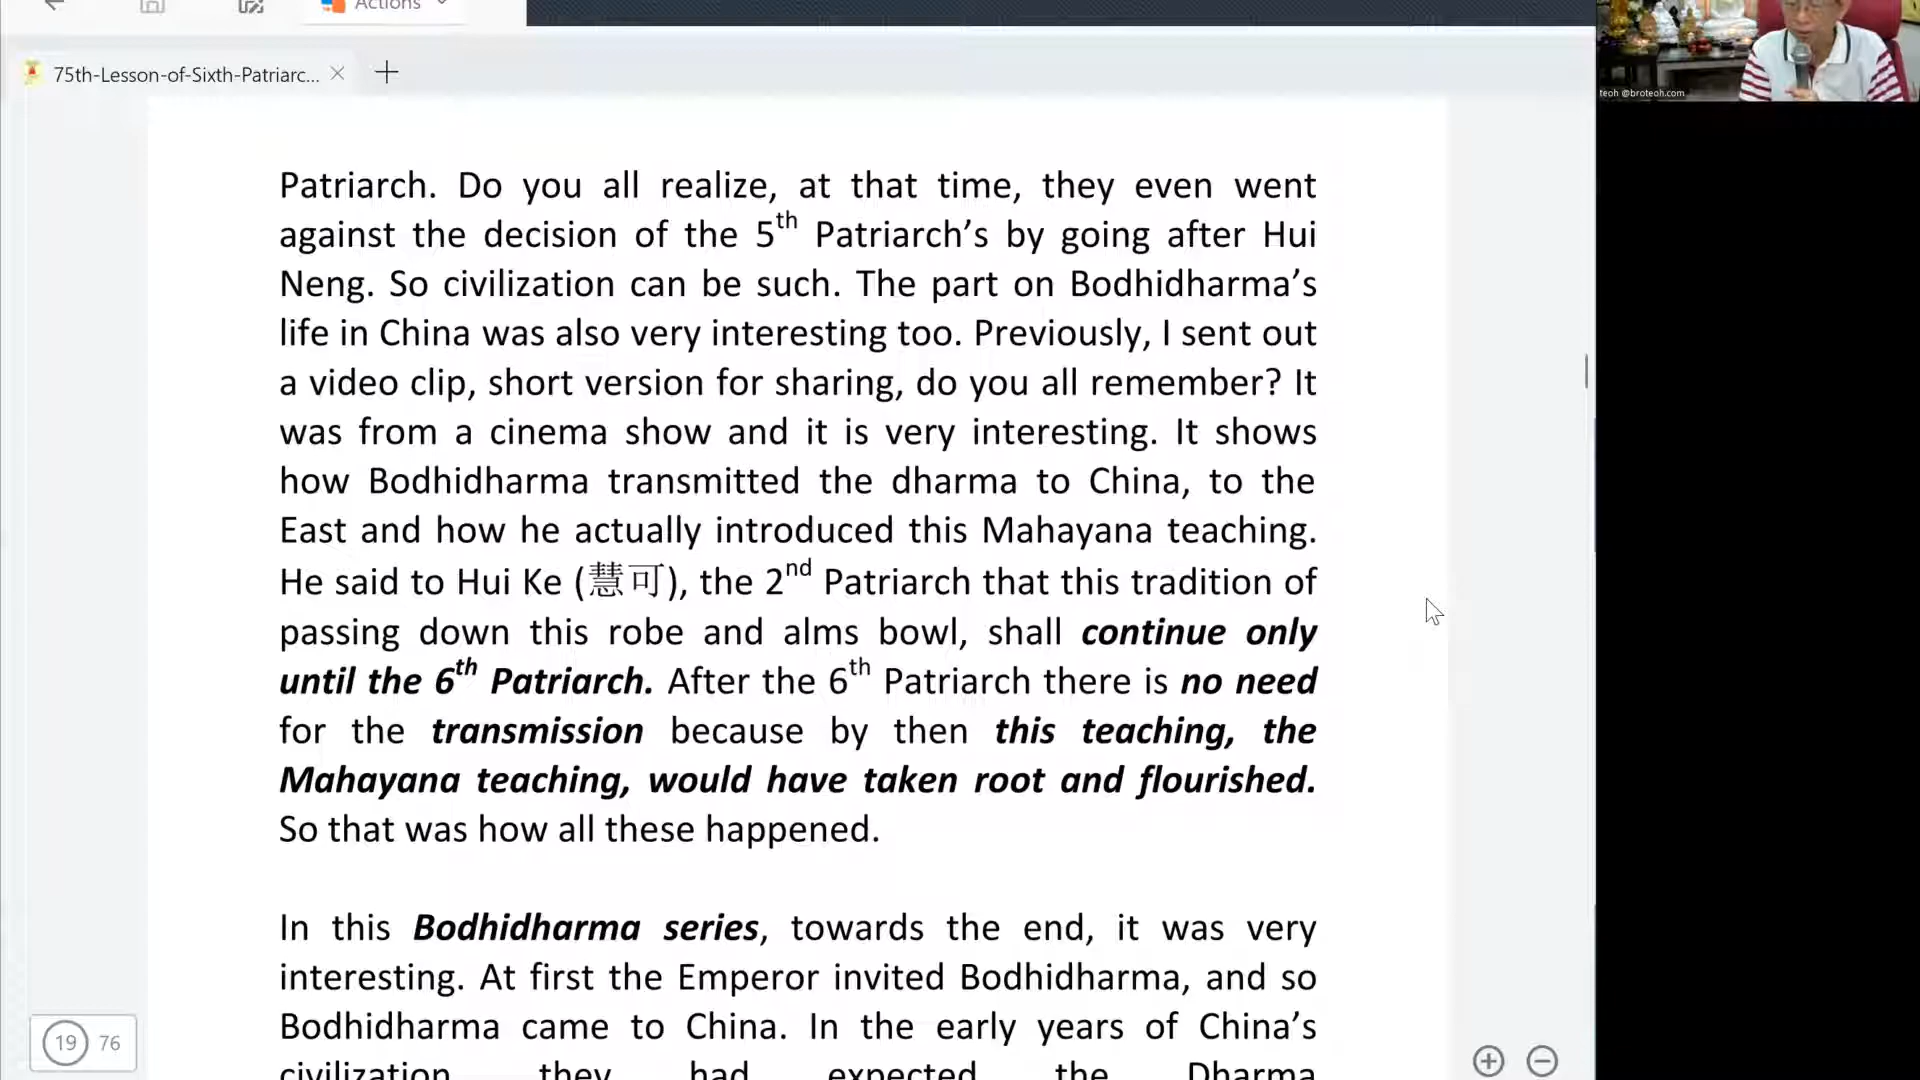 Actions
75th-Lesson-of-Sixth-Patriarc...
teoh @broteoh.com
Patriarch. Do you all realize, at that time, they even went
against the decision of the 5th Patriarch’s by going after Hui
Neng. So civilization can be such. The part on Bodhidharma’s
life in China was also very interesting too. Previously, I sent out
a video clip, short version for sharing, do you all remember? It
was from a cinema show and it is very interesting. It shows
how Bodhidharma transmitted the dharma to China, to the
East and how he actually introduced this Mahayana teaching.
He said to Hui Ke (慧可), the 2nd Patriarch that this tradition of
passing down this robe and alms bowl, shall continue only
until the 6th Patriarch. After the 6th Patriarch there is no need
for the transmission because by then this teaching, the
Mahayana teaching, would have taken root and flourished.
So that was how all these happened.
In this Bodhidharma series, towards the end, it was very
interesting. At first the Emperor invited Bodhidharma, and so
Bodhidharma came to China. In the early years of China’s
civilization they had expected the Dharma
19 76